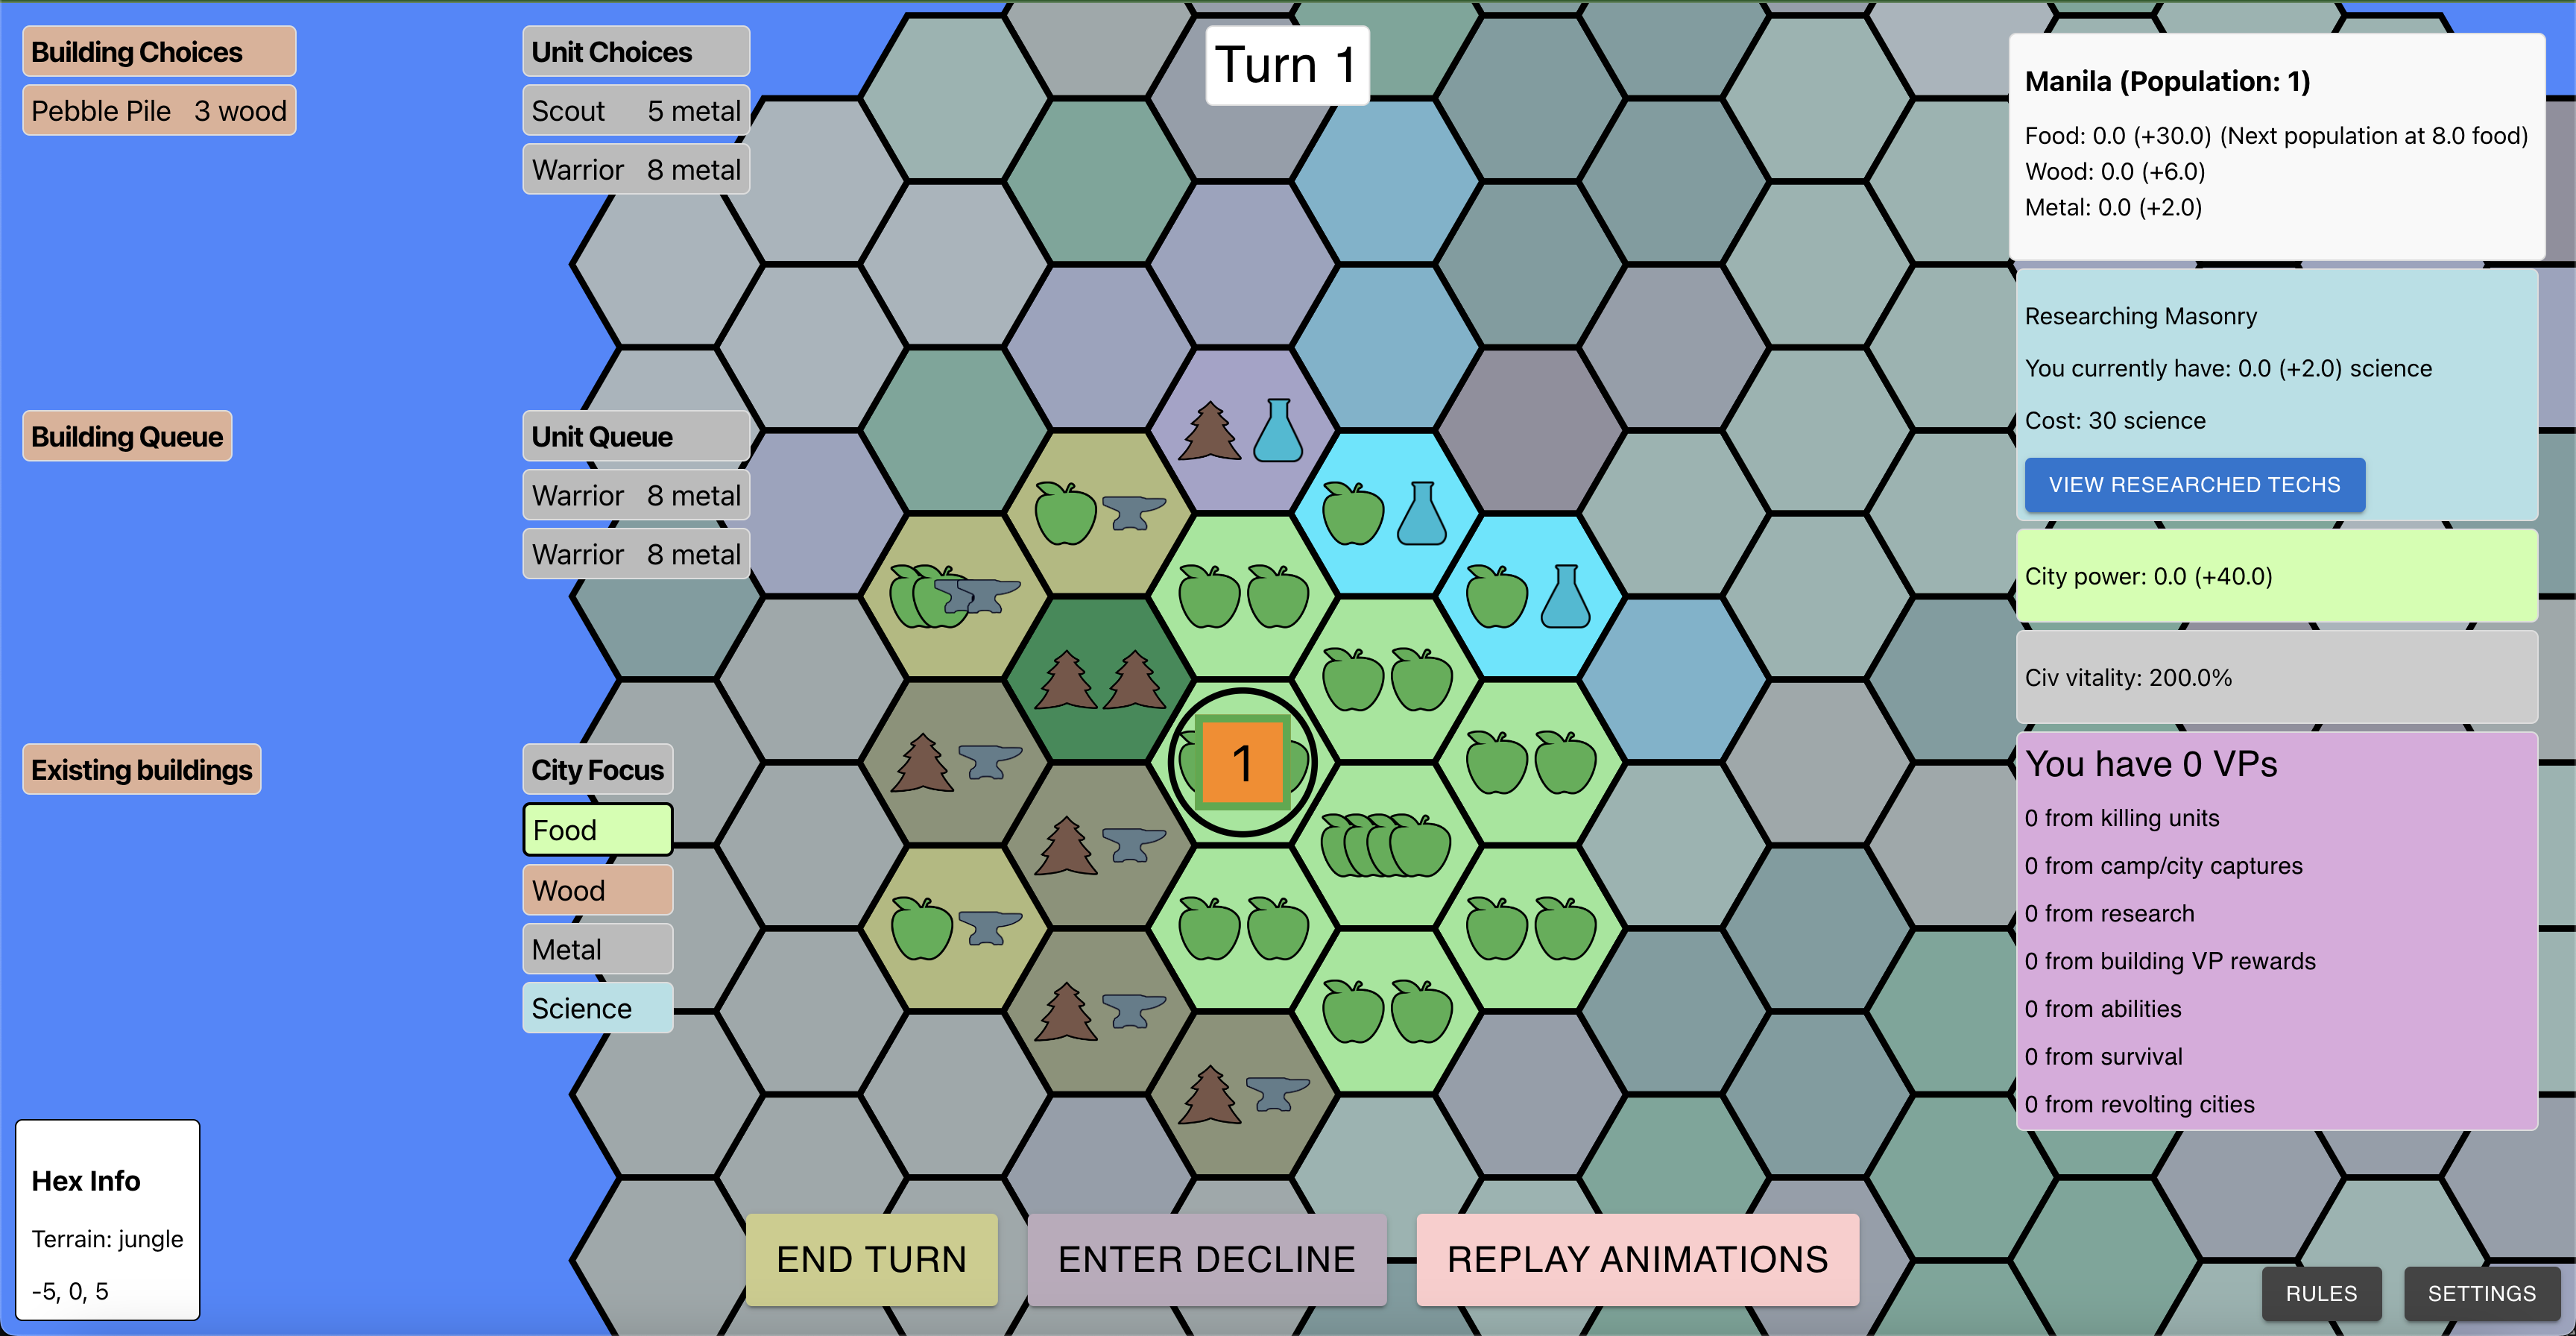 Building Choices
Pebble Pile 3 wood
Building Queue
Existing buildings
Unit Choices
Scout 5 metal
Warrior 8 metal
Unit Queue
Warrior 8 metal
Warrior 8 metal
City Focus
Food
Wood
Metal
Science
Turn 1
1
Manila (Population: 1)
Food: 0.0 (+30.0) (Next population at 8.0 food)
Wood: 0.0 (+6.0)
Metal: 0.0 (+2.0)
Researching Masonry
You currently have: 0.0 (+2.0) science
Cost: 30 science
VIEW RESEARCHED TECHS
City power: 0.0 (+40.0)
Civ vitality: 200.0%
You have 0 VPs
0 from killing units
0 from camp/city captures
0 from research
0 from building VP rewards
0 from abilities
0 from survival
0 from revolting cities
Hex Info
Terrain: jungle
-5, 0, 5
END TURN
ENTER DECLINE
REPLAY ANIMATIONS
RULES
SETTINGS